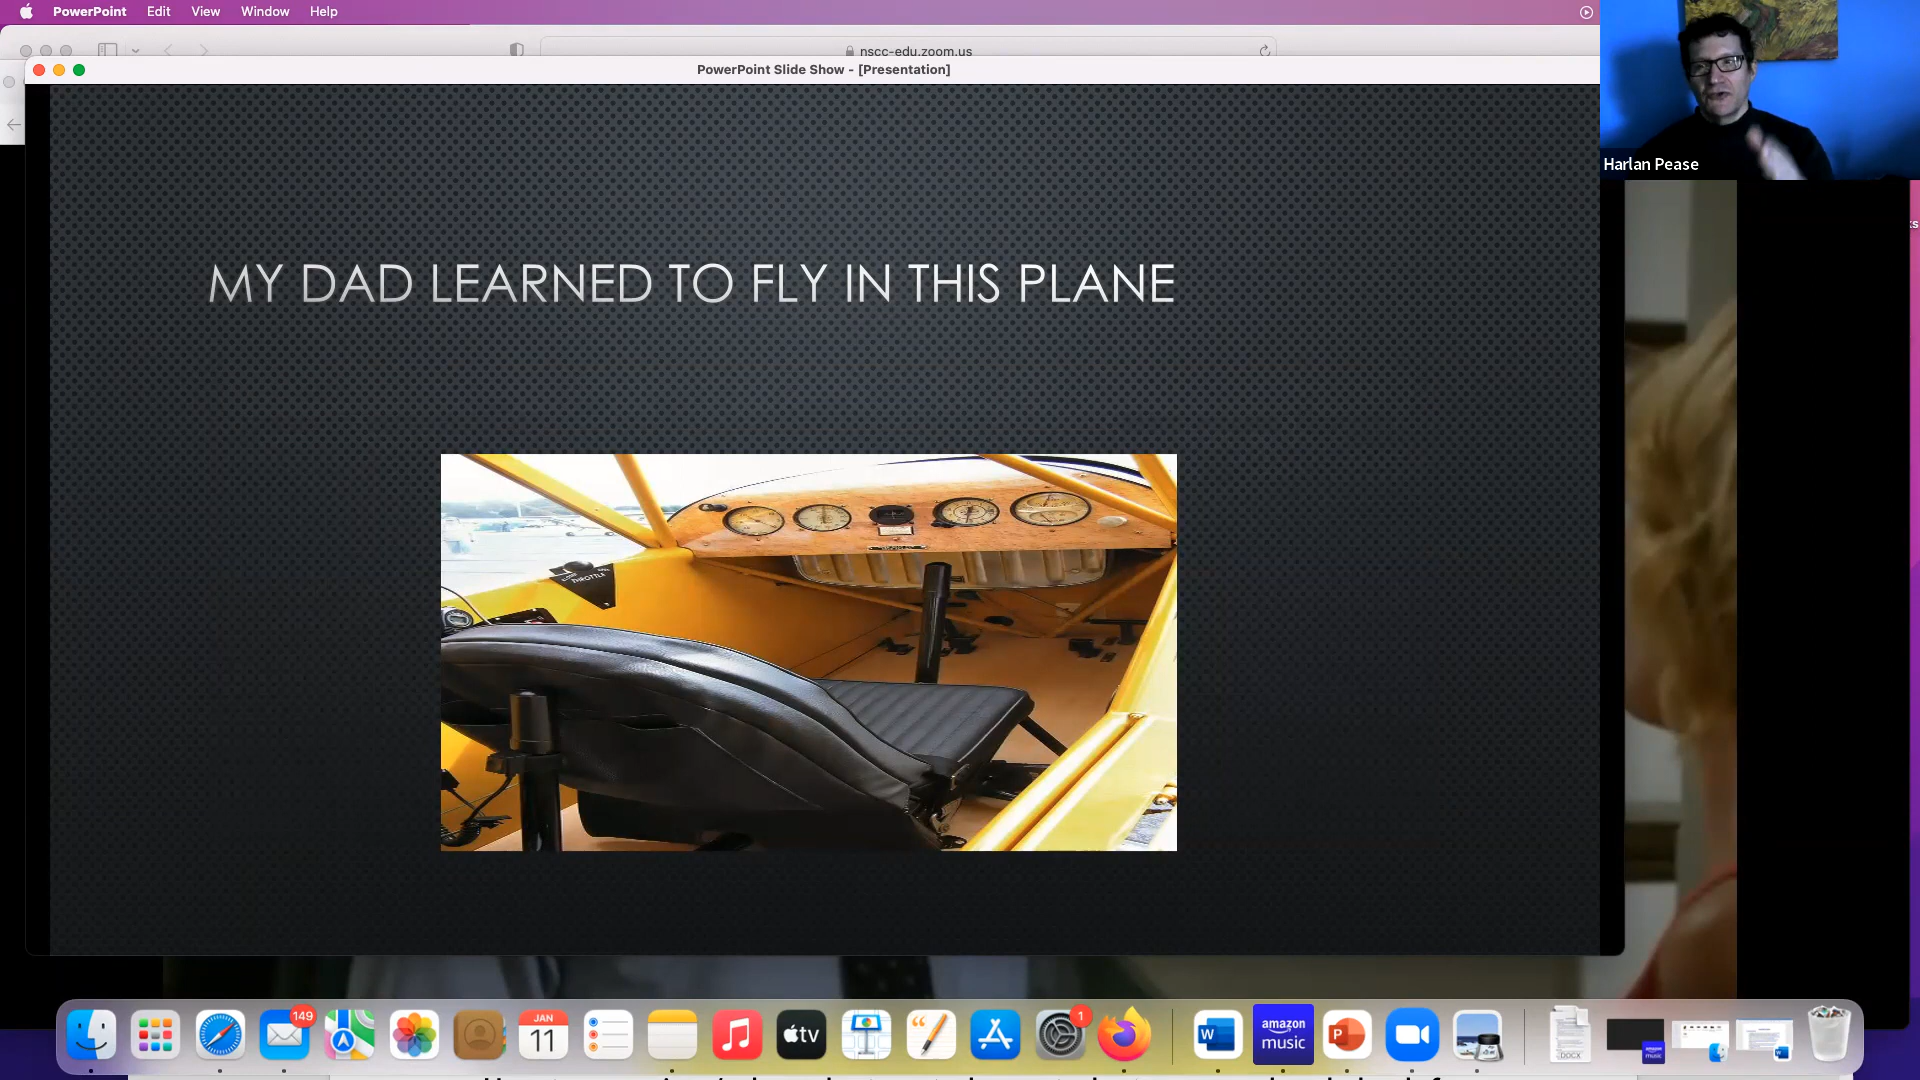 PowerPoint Edit View Window Help
nscc-edu.zoom.us
PowerPoint Slide Show - [Presentation]
Harlan Pease
MY DAD LEARNED TO FLY IN THIS PLANE
THROTTLE
149
JAN
11
tv
1
W
amazon
music
P
DOCX